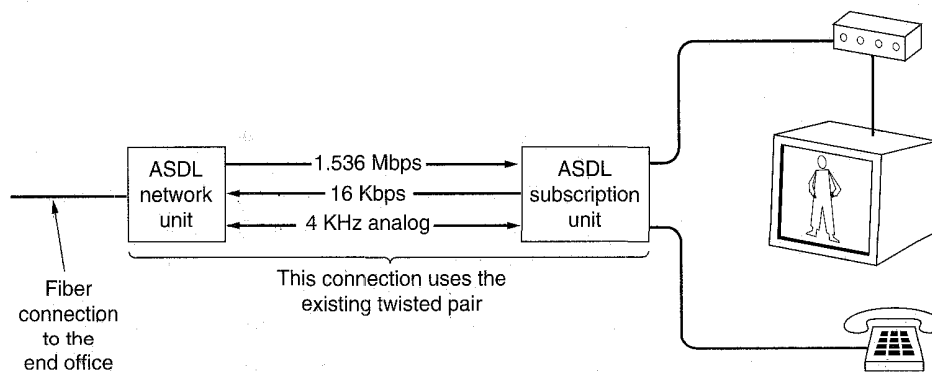 ASDL
network
unit
1.536 Mbps
16 Kbps
4 KHz analog
ASDL
subscription
unit
This connection uses the
existing twisted pair
Fiber
connection
to the
end office